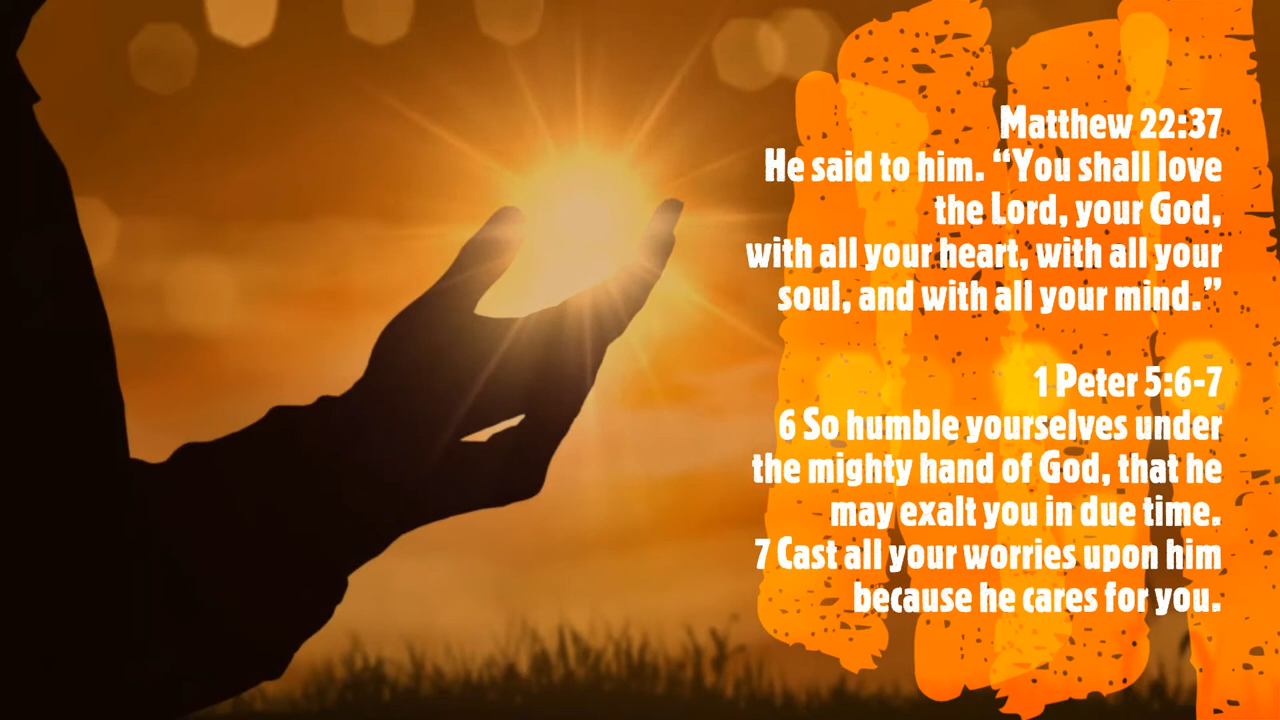 Matthew 22:37
He said to him. “You shall love
the Lord, your God,
with all your heart, with all your
soul, and with all your mind.”
1 Peter 5:6-7
6 So humble yourselves under
the mighty hand of God, that he
may exalt you in due time.
7 Cast all your worries upon him
because he cares for you.